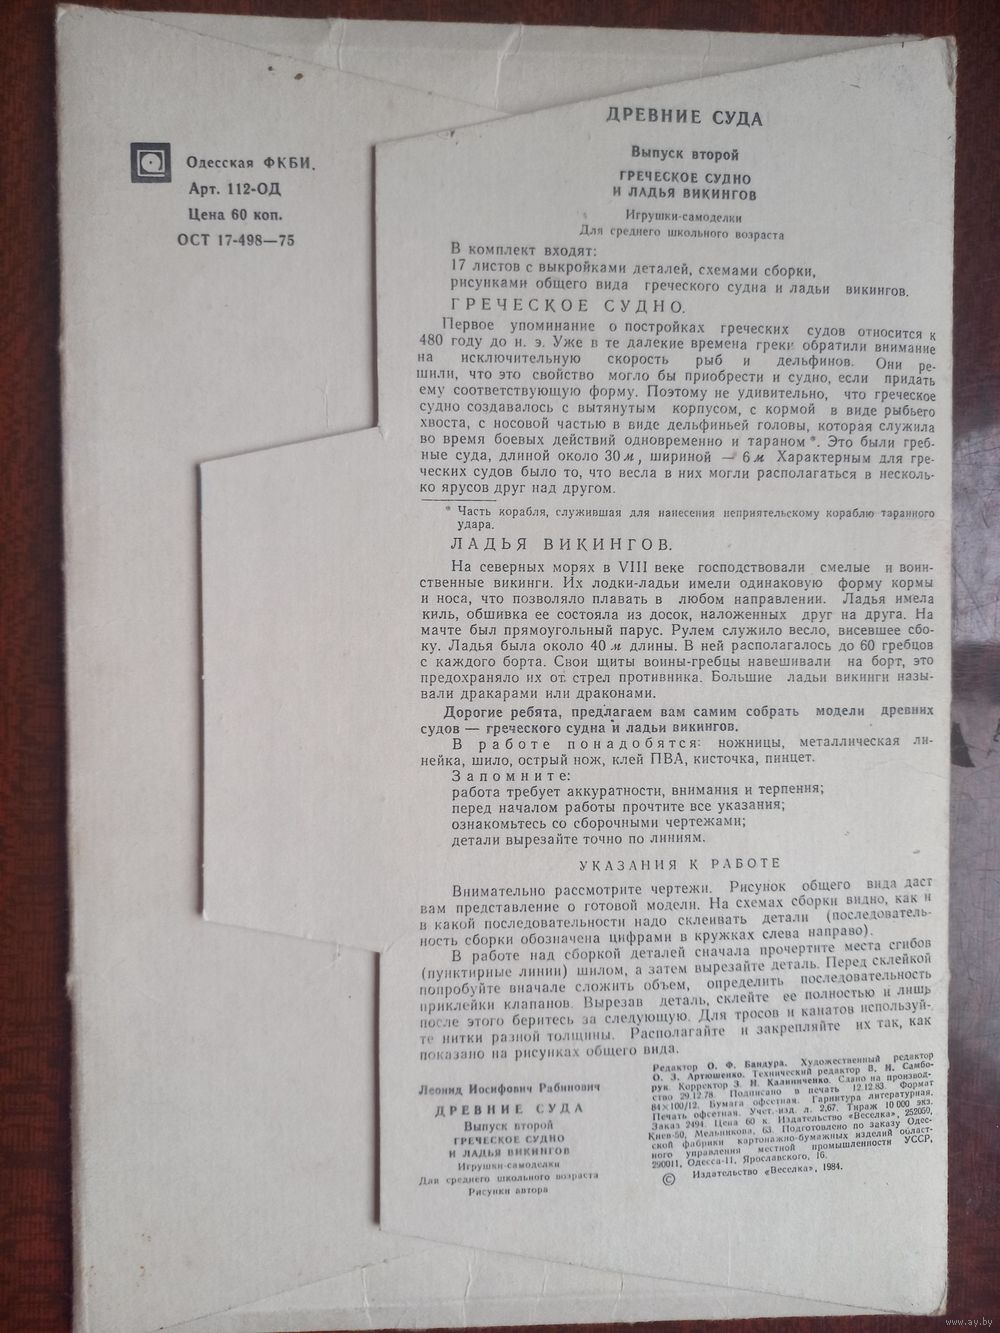 Одесская ФКБИ.
Арт. 112-ОД
Цена 60 коп.
ОСТ 17-498—75
ДРЕВНИЕ СУДА
Выпуск второй
ГРЕЧЕСКОЕ СУДНО
И ЛАДЬЯ ВИКИНГОВ
Игрушки-самоделки
Для среднего школьного возраста
В комплект входят:
17 листов с выкройками деталей, схемами сборки,
рисунками общего вида греческого судна и ладьи викингов.
ГРЕЧЕСКОЕ СУДНО.
Первое упоминание о постройках греческих судов относится к
480 году до н. э. Уже в те далекие времена греки обратили внимание
на исключительную скорость рыб и дельфинов. Они ре-
шили, что это свойство могло бы приобрести и судно, если придать
ему соответствующую форму. Поэтому не удивительно, что греческое
судно создавалось с вытянутым корпусом, с кормой в виде рыбьего
хвоста, с носовой частью в виде дельфиньей головы, которая служила
во время боевых действий одновременно и тараном*. Это были греб-
ные суда, длиной около 30 м, шириной — 6 м Характерным для гре-
ческих судов было то, что весла в них могли располагаться в несколь-
ко ярусов друг над другом.
* Часть корабля, служившая для нанесения неприятельскому кораблю таранного
удара.
ЛАДЬЯ ВИКИНГОВ.
На северных морях в VIII веке господствовали смелые и воин-
ственные викинги. Их лодки-ладьи имели одинаковую форму кормы
и носа, что позволяло плавать в любом направлении. Ладья имела
киль, обшивка ее состояла из досок, наложенных друг на друга. На
мачте был прямоугольный парус. Рулем служило весло, висевшее сбо-
ку. Ладья была около 40 м длины. В ней располагалось до 60 гребцов
с каждого борта. Свои щиты воины-гребцы навешивали на борт, это
предохраняло их от стрел противника. Большие ладьи викинги назы-
вали дракарами или драконами.
Дорогие ребята, предлагаем вам самим собрать модели древних
судов — греческого судна и ладьи викингов.
В работе понадобятся: ножницы, металлическая ли-
нейка, шило, острый нож, клей ПВА, кисточка, пинцет.
Запомните:
работа требует аккуратности, внимания и терпения;
перед началом работы прочтите все указания;
ознакомьтесь со сборочными чертежами;
детали вырезайте точно по линиям.
УКАЗАНИЯ К РАБОТЕ
Внимательно рассмотрите чертежи. Рисунок общего вида даст
вам представление о готовой модели. На схемах сборки видно, как и
в какой последовательности надо склеивать детали (последователь-
ность сборки обозначена цифрами в кружках слева направо).
В работе над сборкой деталей сначала прочертите места сгибов
(пунктирные линии) шилом, а затем вырезайте деталь. Перед склейкой
попробуйте вначале сложить объем, определить последовательность
приклейки клапанов. Вырезав деталь, склейте ее полностью и лишь
после этого беритесь за следующую. Для тросов и канатов используй-
те нитки разной толщины. Располагайте и закрепляйте их так, как
показано на рисунках общего вида.
Леонид Иосифович Рабинович
ДРЕВНИЕ СУДА
Выпуск второй
ГРЕЧЕСКОЕ СУДНО
И ЛАДЬЯ ВИКИНГОВ
Игрушки-самоделки
Для среднего школьного возраста
Рисунки автора
Редактор О. Ф. Бандура. Художественный редактор
О. З. Артюшенко. Технический редактор В. И. Самбо-
рук. Корректор З. Н. Калиниченко. Сдано на производ-
ство 29.12.78. Подписано в печать 12.12.83. Формат
84×100/12. Бумага офсетная. Гарнитура литературная.
Печать офсетная. Учет.-изд. л. 2,67. Тираж 10 000 экз.
Заказ 2494. Цена 60 к. Издательство «Веселка», 252050,
Киев-50, Мельникова, 63. Подготовлено по заказу Одес-
ской фабрики картонажно-бумажных изделий област-
ного управления местной промышленности УССР,
290011, Одесса-11, Ярославского, 16.
© Издательство «Веселка», 1984.
www.ay.by